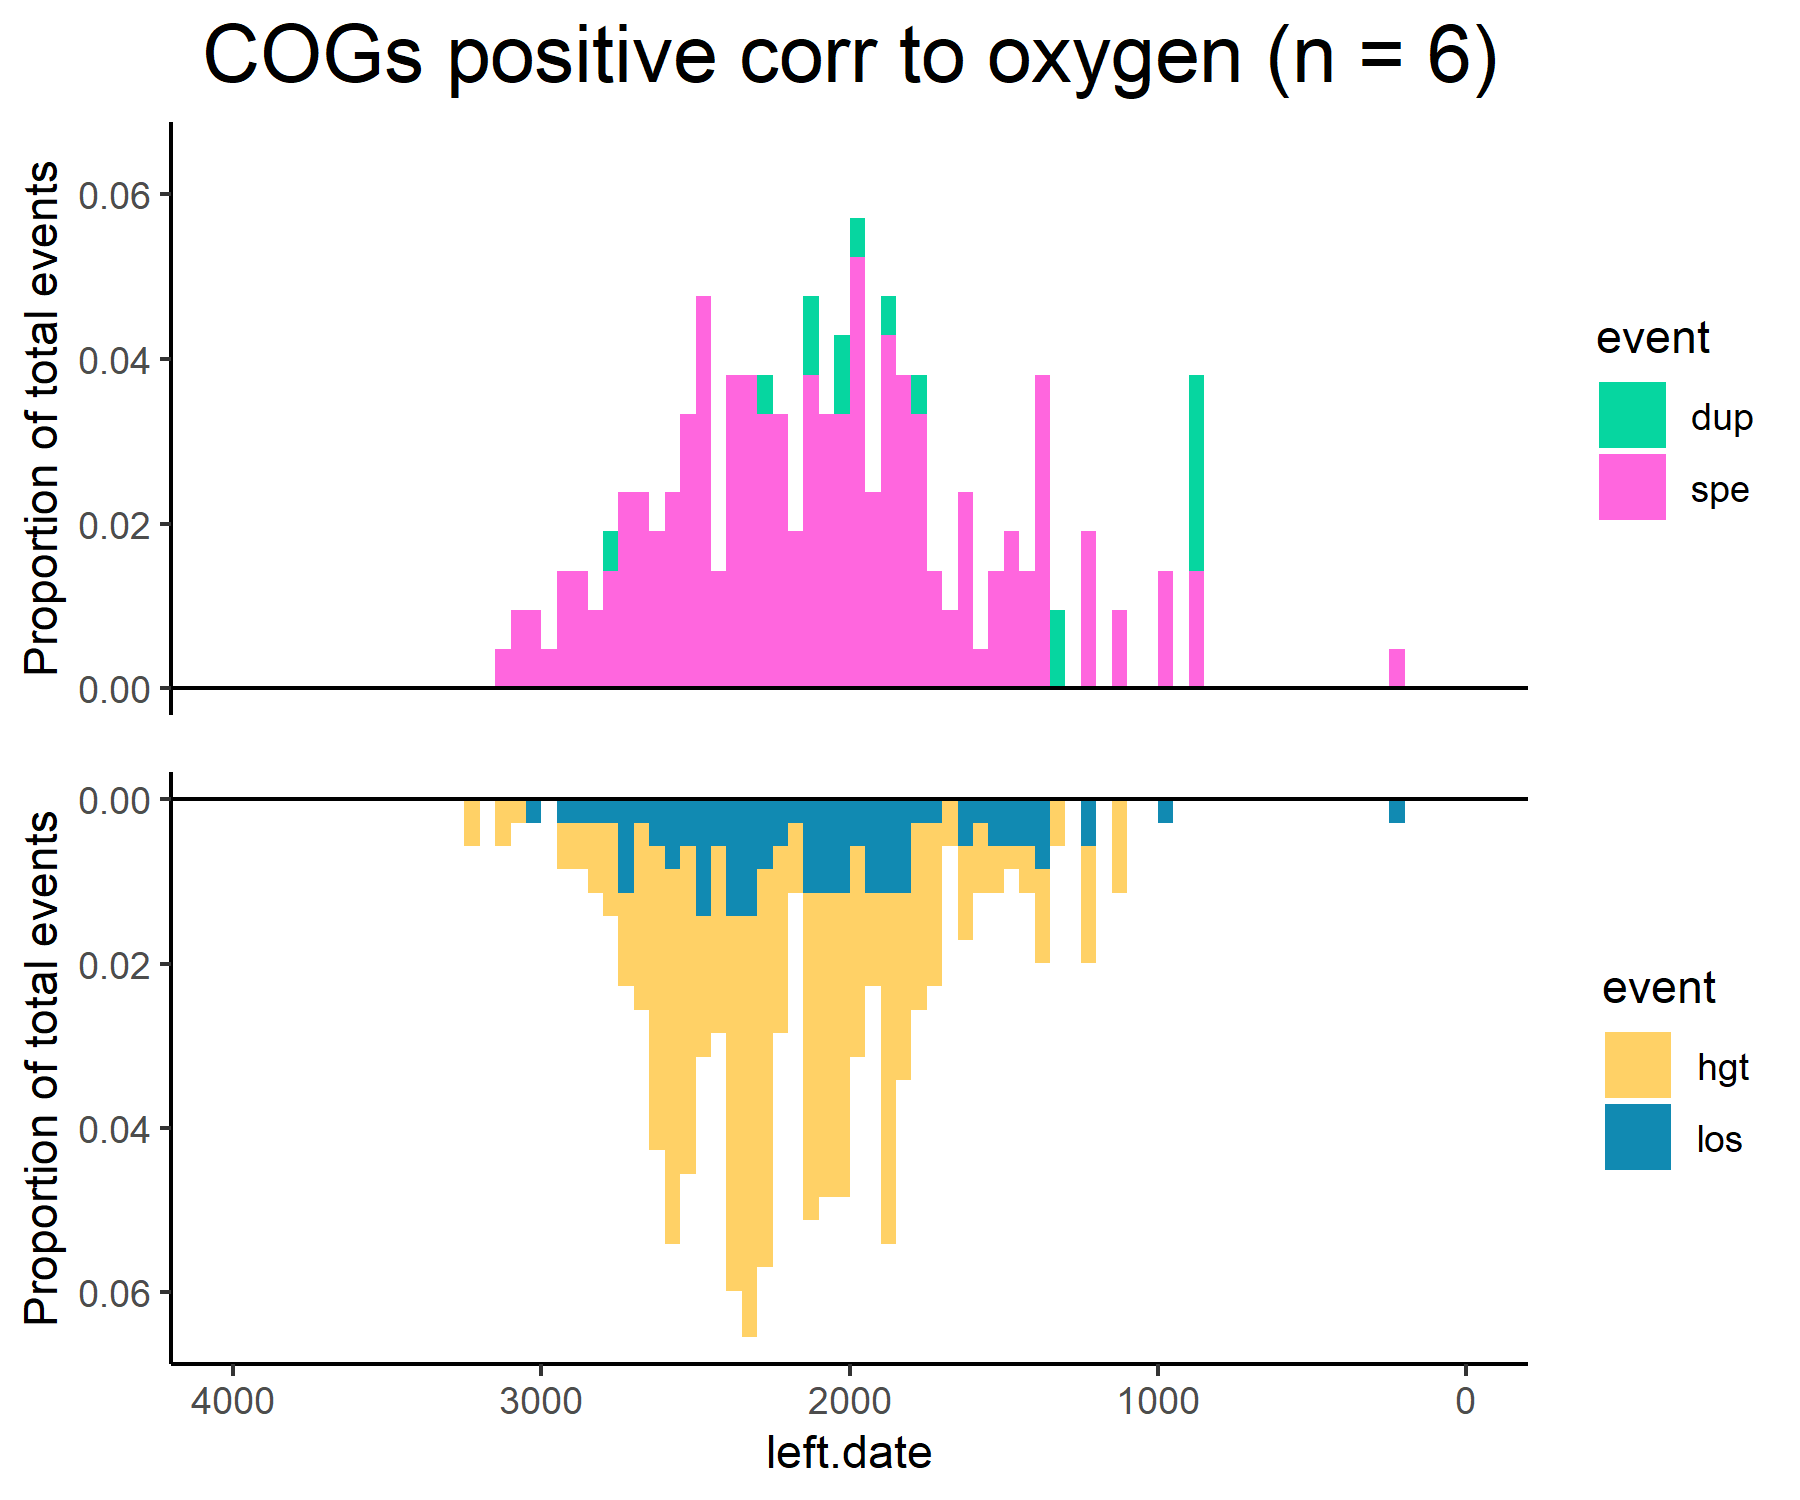 COGs positive corr to oxygen (n = 6)
Proportion of total events
0.06
0.04
0.02
0.00
event
dup
spe
Proportion of total events
0.00
0.02
0.04
0.06
event
hgt
los
4000 3000 2000 1000 0
left.date